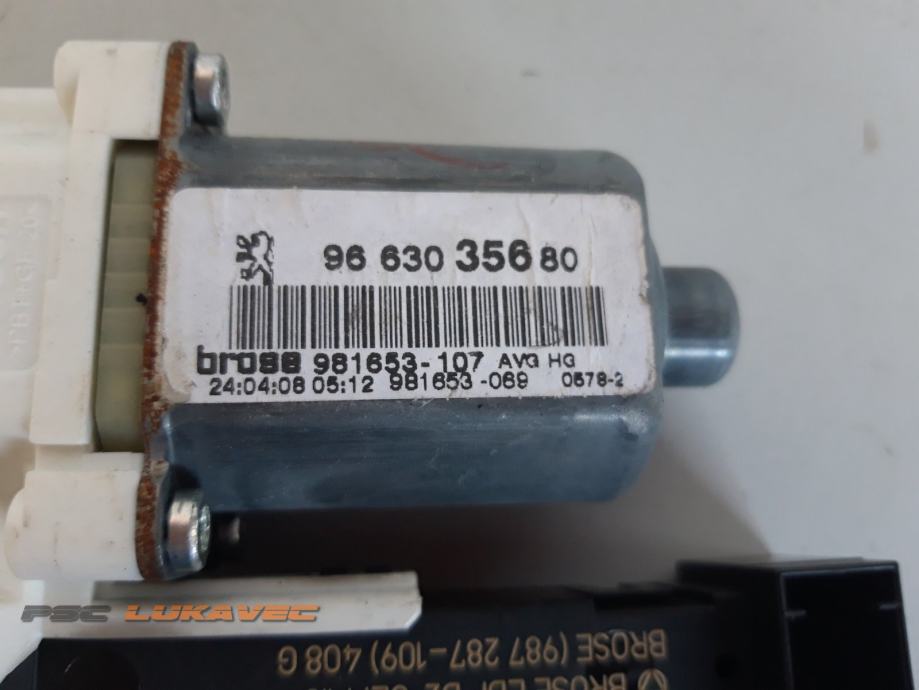 96 630 356 80
brose 981653-107 AVG HG
24:04:08 05:12 981653-069 0578-2
PSC LUKAVEC
BROSE (987 287-109) 408 G
BROSE